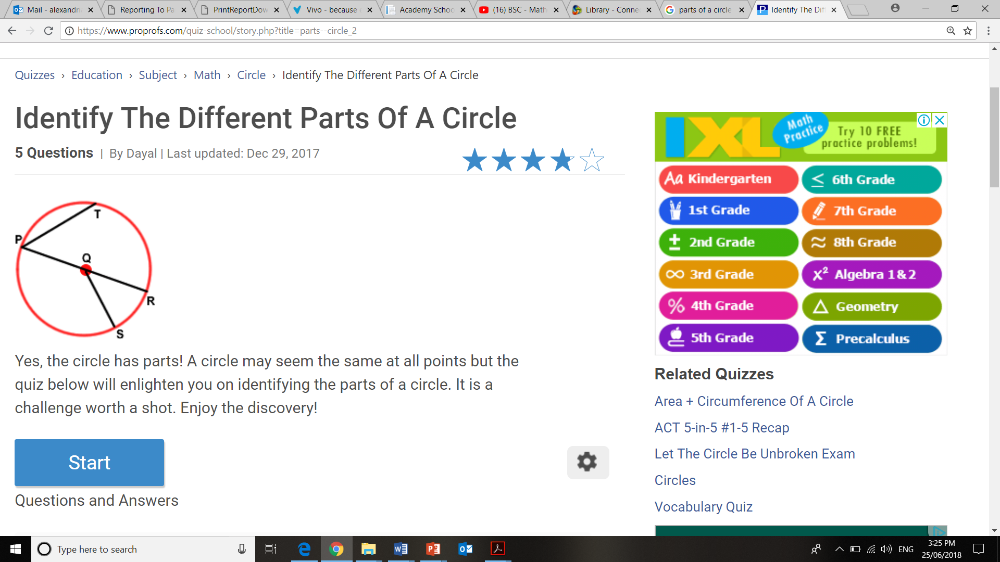 Mail - alexandri
Reporting To Pa
PrintReportDow
Vivo - because
Academy Schoo
(16) BSC - Math
Library - Conne
parts of a circle
Identify The Dif
https://www.proprofs.com/quiz-school/story.php?title=parts--circle_2
Quizzes › Education › Subject › Math › Circle › Identify The Different Parts Of A Circle
Identify The Different Parts Of A Circle
5 Questions | By Dayal | Last updated: Dec 29, 2017
T
P
Q
R
S
Yes, the circle has parts! A circle may seem the same at all points but the
quiz below will enlighten you on identifying the parts of a circle. It is a
challenge worth a shot. Enjoy the discovery!
Start
Questions and Answers
IXL
Math
Practice
Try 10 FREE
practice problems!
Aa Kindergarten
≤ 6th Grade
1st Grade
7th Grade
± 2nd Grade
≈ 8th Grade
∞ 3rd Grade
x² Algebra 1 & 2
% 4th Grade
△ Geometry
5th Grade
Σ Precalculus
Related Quizzes
Area + Circumference Of A Circle
ACT 5-in-5 #1-5 Recap
Let The Circle Be Unbroken Exam
Circles
Vocabulary Quiz
Type here to search
ENG
3:25 PM
25/06/2018